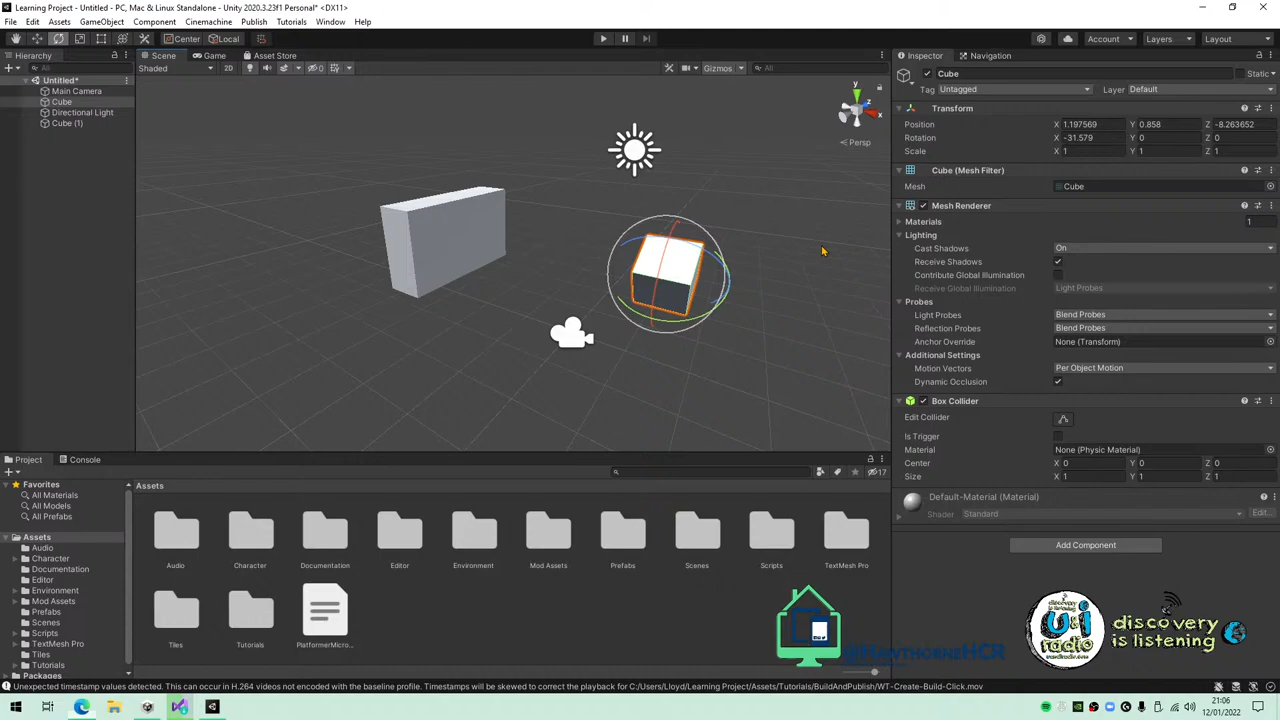 Learning Project - Untitled - PC, Mac & Linux Standalone - Unity 2020.3.23f1 Personal* <DX11>
File Edit Assets GameObject Component Cinemachine Publish Tutorials Window Help
Center Local Account Layers Layout
Hierarchy Scene Game Asset Store Inspector Navigation
All Shaded 2D 0 Gizmos All
Untitled*
Main Camera
Cube
Directional Light
Cube (1)
y
z
x
Persp
Cube Static
Tag Untagged Layer Default
Transform
Position X 1.197569 Y 0.858 Z -8.263652
Rotation X -31.579 Y 0 Z 0
Scale X 1 Y 1 Z 1
Cube (Mesh Filter)
Mesh Cube
Mesh Renderer
Materials 1
Lighting
Cast Shadows On
Receive Shadows
Contribute Global Illumination
Receive Global Illumination Light Probes
Probes
Light Probes Blend Probes
Reflection Probes Blend Probes
Anchor Override None (Transform)
Additional Settings
Motion Vectors Per Object Motion
Dynamic Occlusion
Box Collider
Edit Collider
Is Trigger
Material None (Physic Material)
Center X 0 Y 0 Z 0
Size X 1 Y 1 Z 1
Default-Material (Material)
Shader Standard Edit...
Add Component
Project Console
17
Favorites
All Materials
All Models
All Prefabs
Assets
Audio
Character
Documentation
Editor
Environment
Mod Assets
Prefabs
Scenes
Scripts
TextMesh Pro
Tiles
Tutorials
Packages
Assets
Audio Character Documentation Editor Environment Mod Assets Prefabs Scenes Scripts TextMesh Pro
Tiles Tutorials PlatformerMicro...
@HawthorneHCR
discovery is listening
u&i
radio
discovery
is listening
Unexpected timestamp values detected. This can occur in H.264 videos not encoded with the baseline profile. Timestamps will be skewed to correct the playback for C:/Users/Lloyd/Learning Project/Assets/Tutorials/BuildAndPublish/WT-Create-Build-Click.mov
21:06
12/01/2022